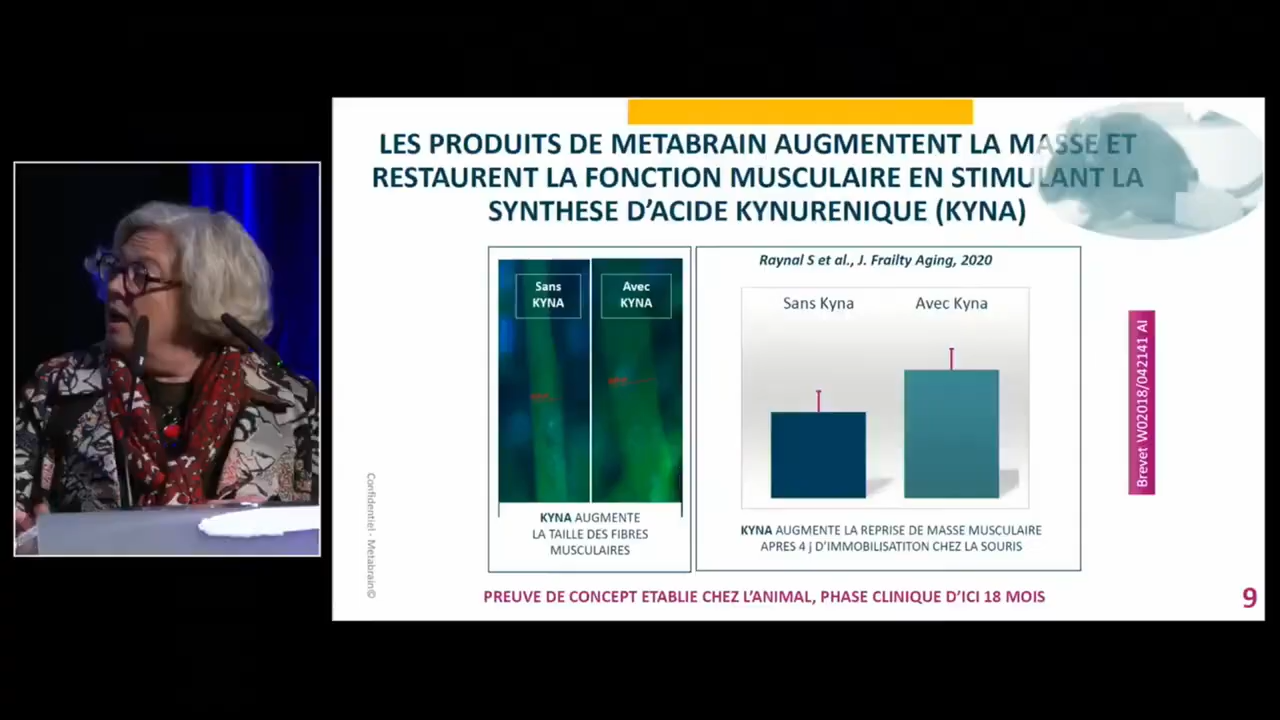 LES PRODUITS DE METABRAIN AUGMENTENT LA MASSE ET
RESTAURENT LA FONCTION MUSCULAIRE EN STIMULANT LA
SYNTHESE D'ACIDE KYNURENIQUE (KYNA)
Sans
KYNA
Avec
KYNA
KYNA AUGMENTE
LA TAILLE DES FIBRES
MUSCULAIRES
Raynal S et al., J. Frailty Aging, 2020
Sans Kyna
Avec Kyna
KYNA AUGMENTE LA REPRISE DE MASSE MUSCULAIRE
APRES 4 J D'IMMOBILISATITON CHEZ LA SOURIS
Brevet W02018/042141 AI
Confidentiel - Metabrain©
PREUVE DE CONCEPT ETABLIE CHEZ L'ANIMAL, PHASE CLINIQUE D'ICI 18 MOIS
9